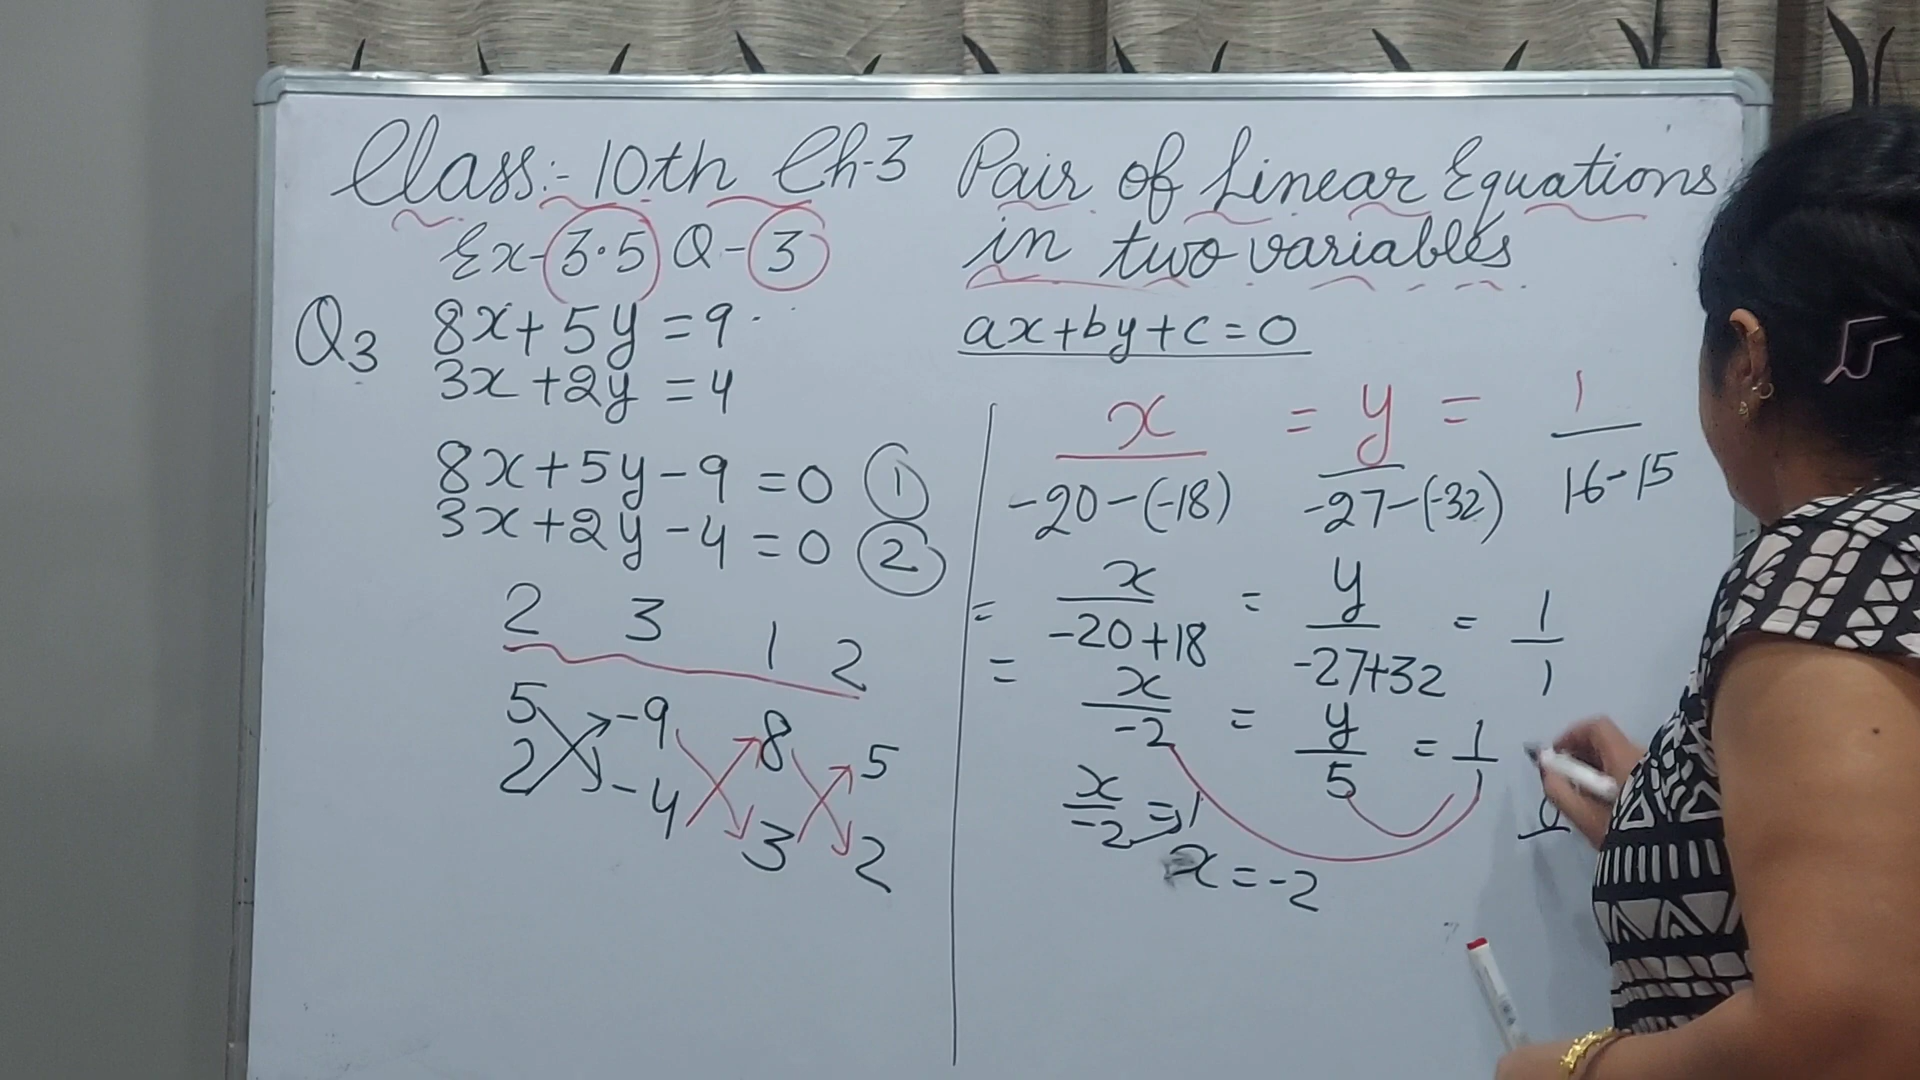 Class:- 10th Ch-3 Pair of Linear Equations
in two variables
Ex-3.5 Q-3
Q3 8x+5y=9
3x+2y=4
8x+5y-9=0 1
3x+2y-4=0 2
2 3 1 2
5 -9 8 5
2 -4 3 2
ax+by+c=0
x = y = 1
-20-(-18) -27-(-32) 16-15
= x = y = 1
-20+18 -27+32 1
= x = y = 1
-2 5 1
x = 1
-2
x=-2